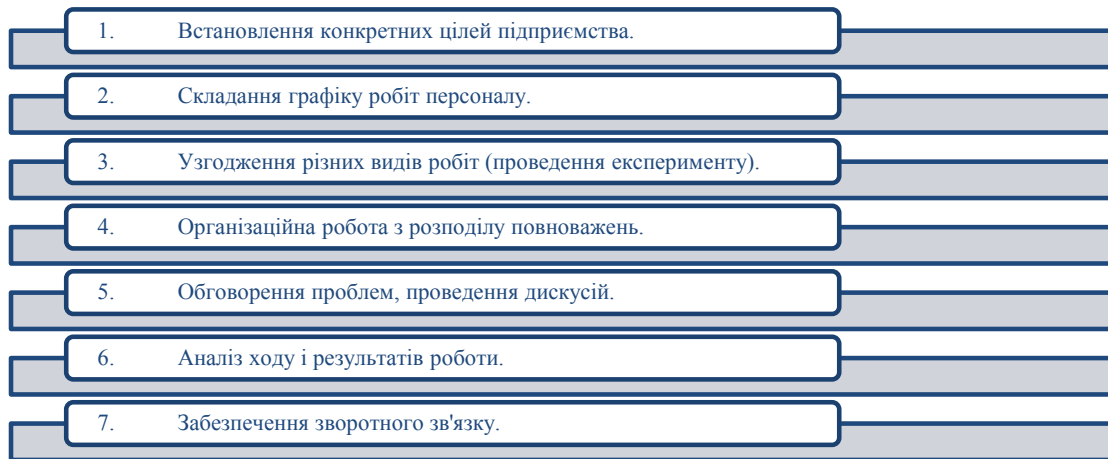 1. Встановлення конкретних цілей підприємства.
2. Складання графіку робіт персоналу.
3. Узгодження різних видів робіт (проведення експерименту).
4. Організаційна робота з розподілу повноважень.
5. Обговорення проблем, проведення дискусій.
6. Аналіз ходу і результатів роботи.
7. Забезпечення зворотного зв'язку.